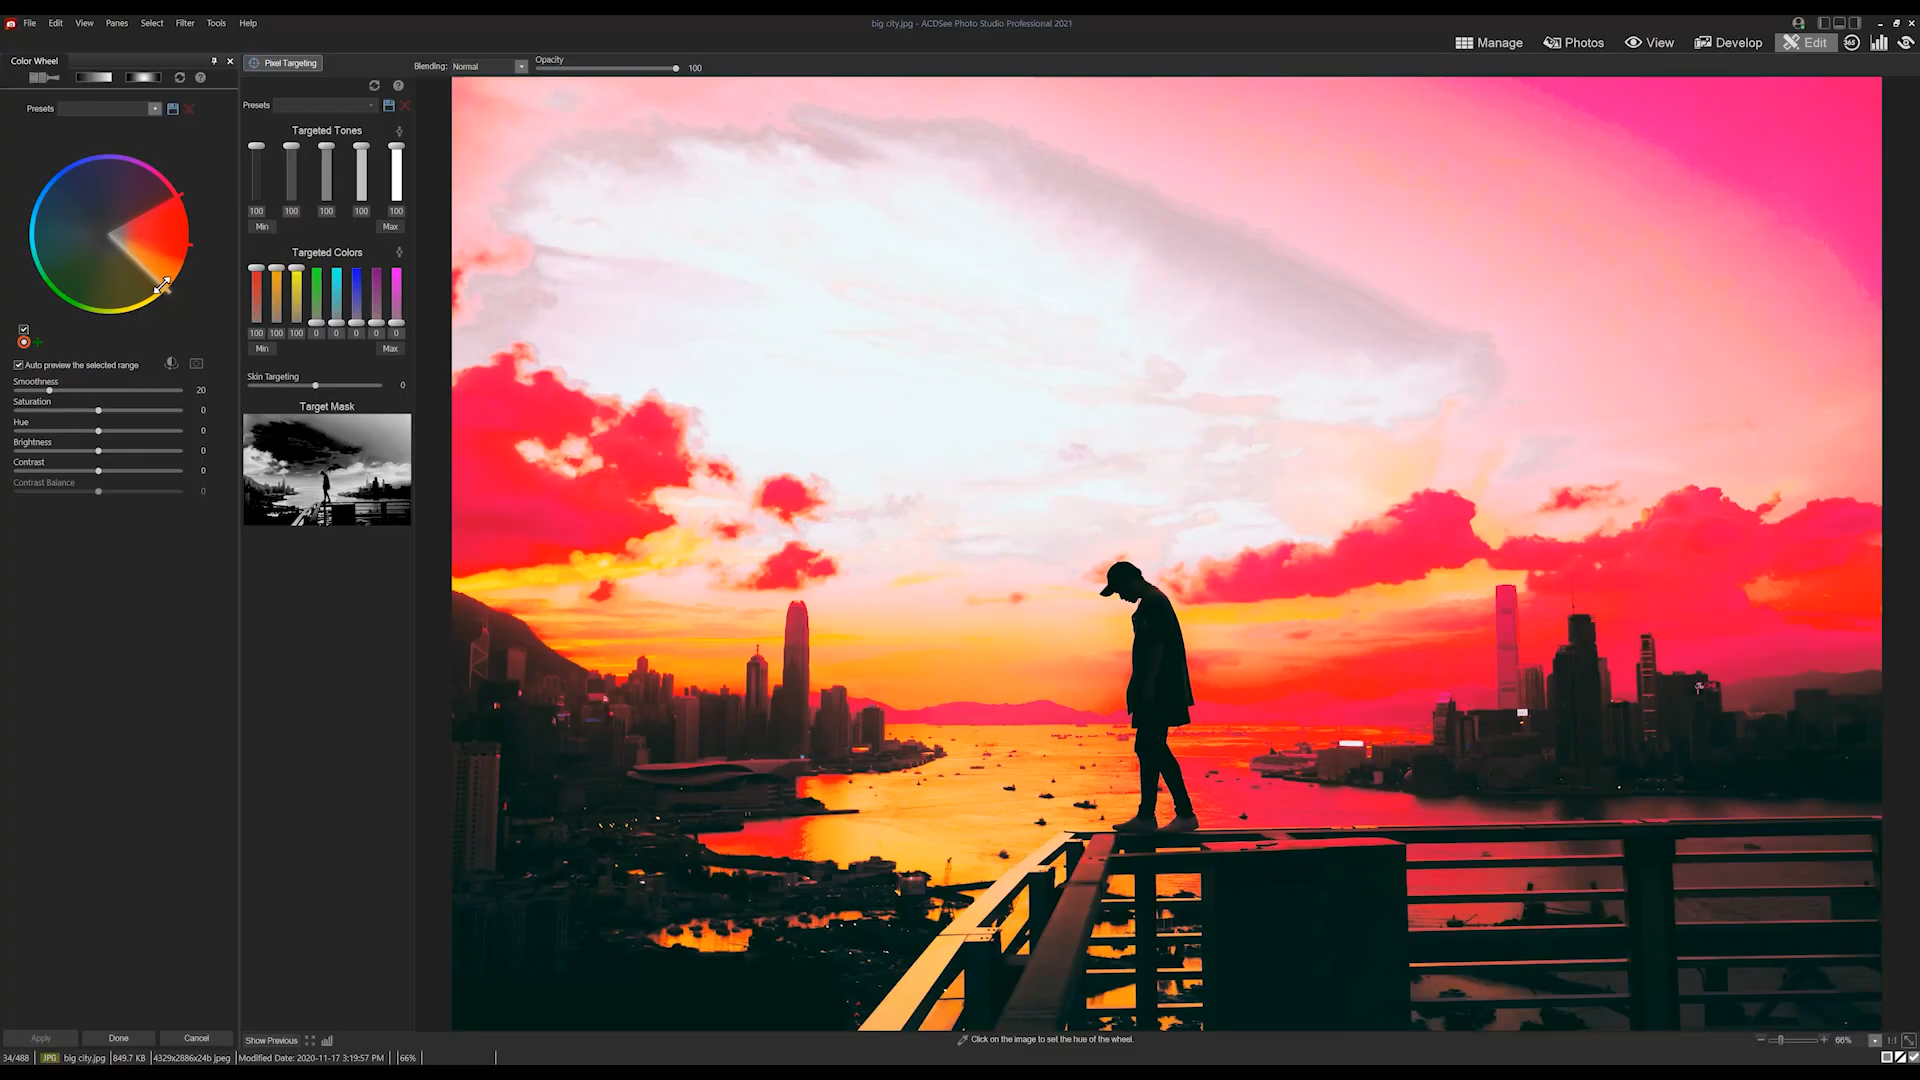 File Edit View Panes Select Filter Tools Help
big city.jpg - ACDSee Photo Studio Professional 2021
Manage Photos View Develop Edit 365
Color Wheel
Pixel Targeting
Blending: Normal
Opacity
100
Presets
Presets
Targeted Tones
100 100 100 100 100
Min Max
Targeted Colors
100 100 100 0 0 0 0 0
Min Max
Auto preview the selected range
Smoothness
20
Saturation
0
Hue
0
Brightness
0
Contrast
0
Contrast Balance
0
Skin Targeting
0
Target Mask
Apply Done Cancel
Show Previous
Click on the image to set the hue of the wheel.
66% 1:1
34/488 JPG big city.jpg 849.7 KB 4329x2886x24b jpeg Modified Date: 2020-11-17 3:19:57 PM 66%